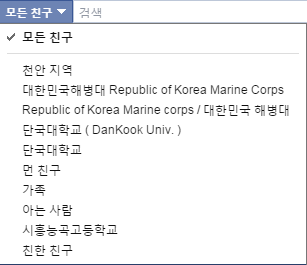 모든 친구 검색
모든 친구
천안 지역
대한민국해병대 Republic of Korea Marine Corps
Republic of Korea Marine corps / 대한민국 해병대
단국대학교 ( DanKook Univ. )
단국대학교
먼 친구
가족
아는 사람
시흥능곡고등학교
친한 친구